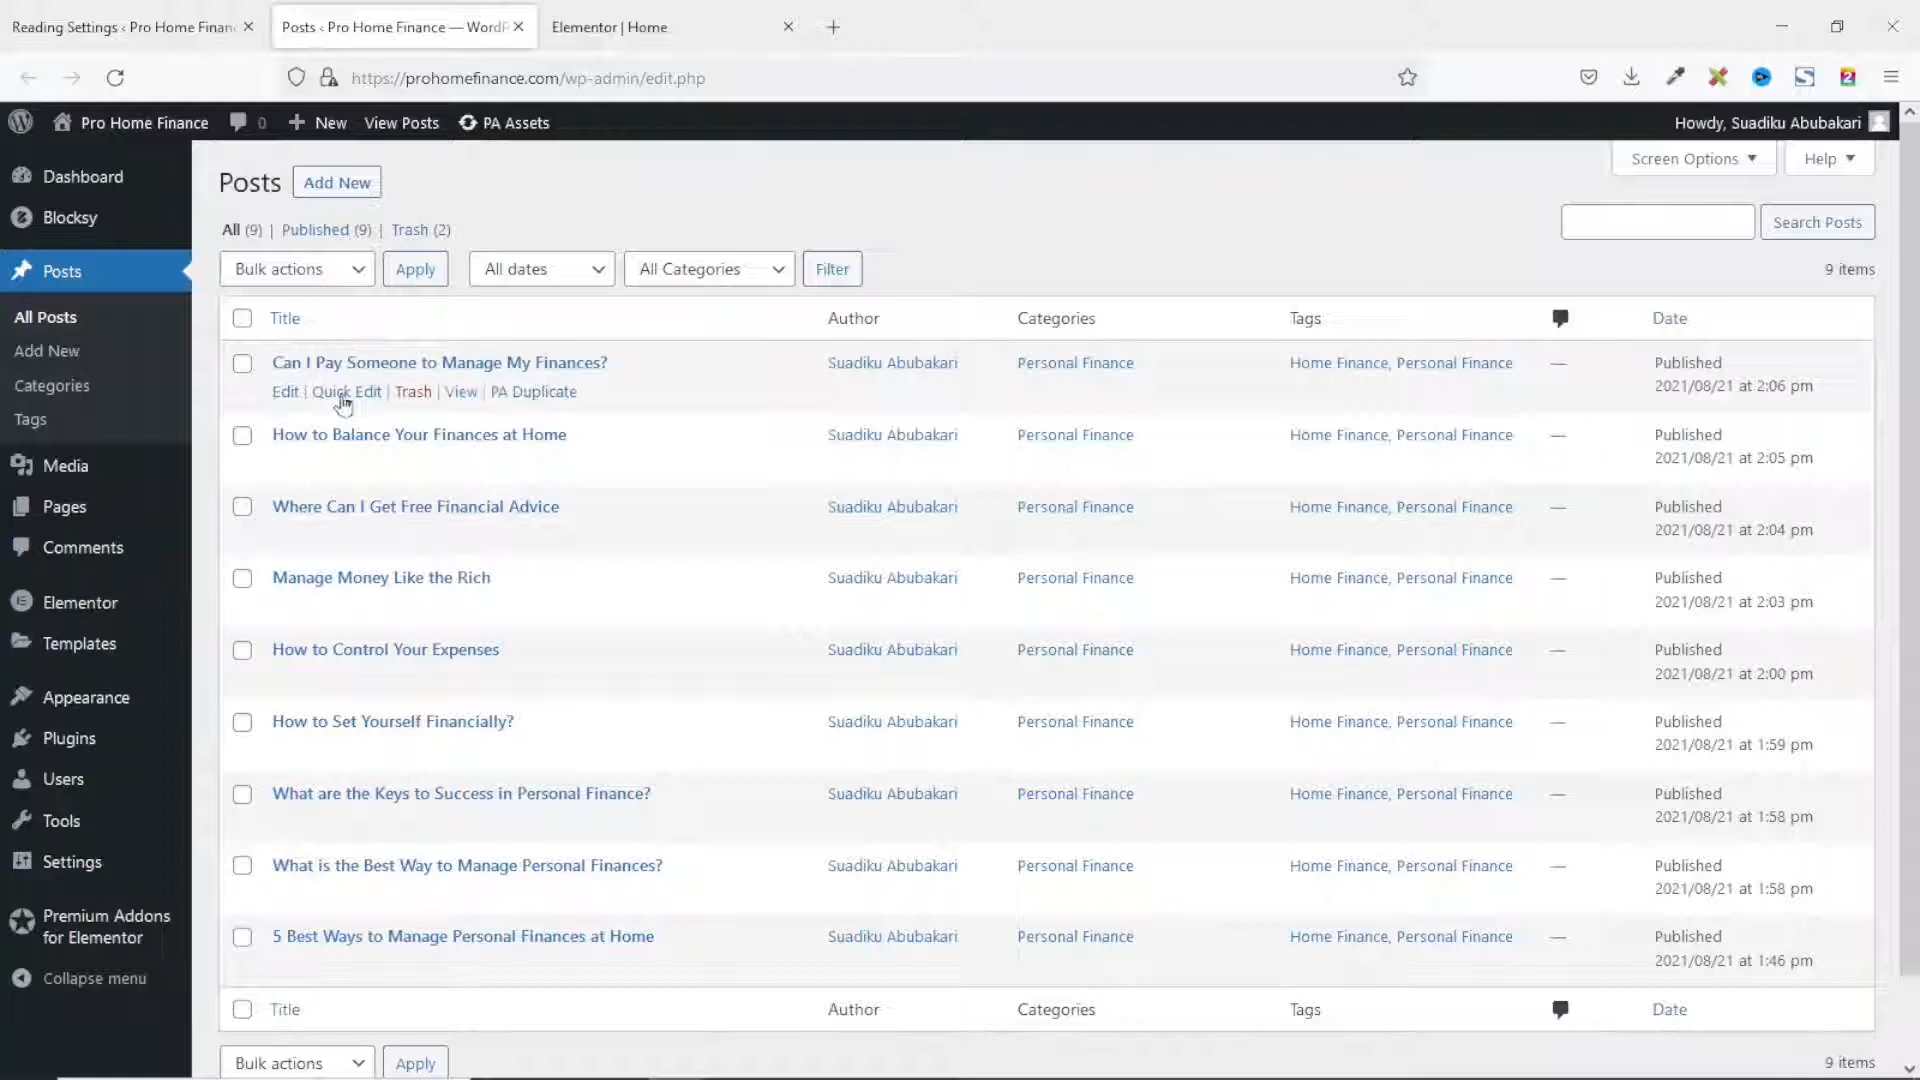 Reading Settings ‹ Pro Home Finan
Posts ‹ Pro Home Finance — WordP
Elementor | Home
https://prohomefinance.com/wp-admin/edit.php
2
Pro Home Finance 0 New View Posts PA Assets Howdy, Suadiku Abubakari
Screen Options Help
Dashboard
Blocksy
Posts
All Posts
Add New
Categories
Tags
Media
Pages
Comments
Elementor
Templates
Appearance
Plugins
Users
Tools
Settings
Premium Addons
for Elementor
Collapse menu
Posts Add New
All (9) | Published (9) | Trash (2)
Search Posts
Bulk actions Apply All dates All Categories Filter 9 items
Title Author Categories Tags Date
Can I Pay Someone to Manage My Finances? Suadiku Abubakari Personal Finance Home Finance, Personal Finance — Published
Edit | Quick Edit | Trash | View | PA Duplicate 2021/08/21 at 2:06 pm
How to Balance Your Finances at Home Suadiku Abubakari Personal Finance Home Finance, Personal Finance — Published
2021/08/21 at 2:05 pm
Where Can I Get Free Financial Advice Suadiku Abubakari Personal Finance Home Finance, Personal Finance — Published
2021/08/21 at 2:04 pm
Manage Money Like the Rich Suadiku Abubakari Personal Finance Home Finance, Personal Finance — Published
2021/08/21 at 2:03 pm
How to Control Your Expenses Suadiku Abubakari Personal Finance Home Finance, Personal Finance — Published
2021/08/21 at 2:00 pm
How to Set Yourself Financially? Suadiku Abubakari Personal Finance Home Finance, Personal Finance — Published
2021/08/21 at 1:59 pm
What are the Keys to Success in Personal Finance? Suadiku Abubakari Personal Finance Home Finance, Personal Finance — Published
2021/08/21 at 1:58 pm
What is the Best Way to Manage Personal Finances? Suadiku Abubakari Personal Finance Home Finance, Personal Finance — Published
2021/08/21 at 1:58 pm
5 Best Ways to Manage Personal Finances at Home Suadiku Abubakari Personal Finance Home Finance, Personal Finance — Published
2021/08/21 at 1:46 pm
Title Author Categories Tags Date
Bulk actions Apply 9 items